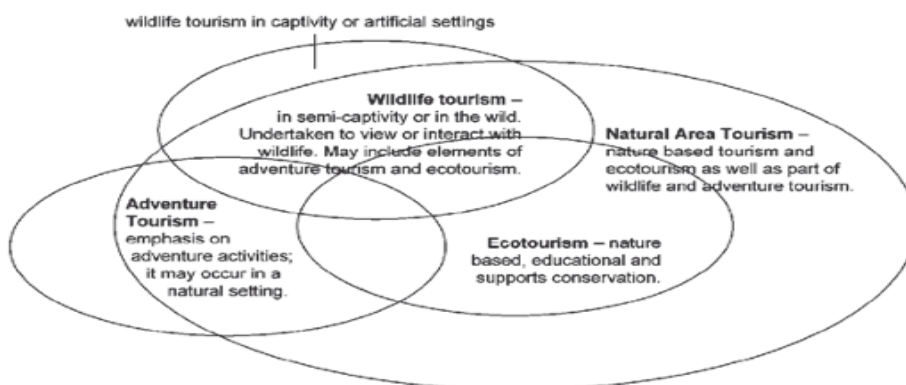 wildlife tourism in captivity or artificial settings
Wildlife tourism –
in semi-captivity or in the wild.
Undertaken to view or interact with
wildlife. May include elements of
adventure tourism and ecotourism.
Natural Area Tourism –
nature based tourism and
ecotourism as well as part of
wildlife and adventure tourism.
Adventure
Tourism –
emphasis on
adventure activities;
it may occur in a
natural setting.
Ecotourism – nature
based, educational and
supports conservation.